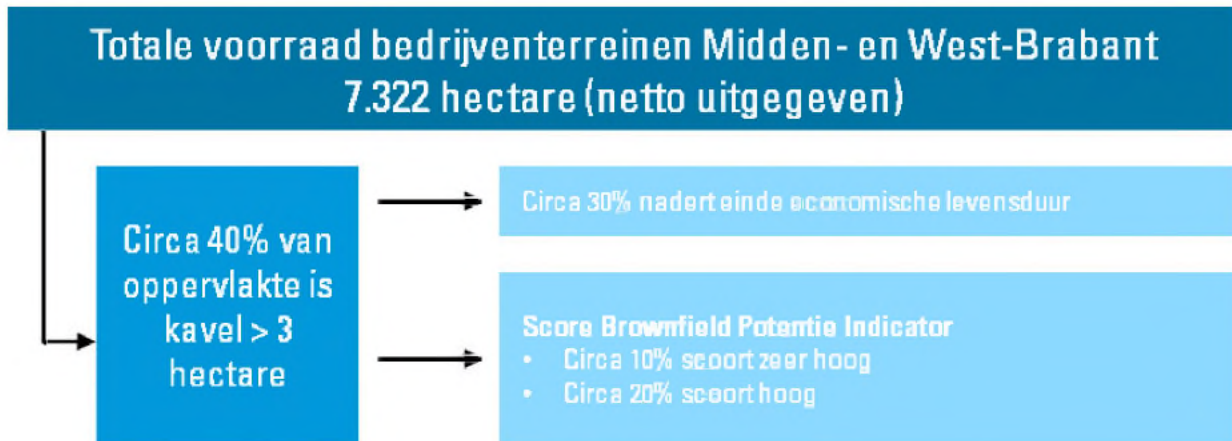 Totale voorraad bedrijventerreinen Midden- en West-Brabant
7.322 hectare (netto uitgegeven)
Circa 40% van
oppervlakte is
kavel > 3
hectare
Circa 30% nadert einde economische levensduur
Score Brownfield Potentie Indicator
• Circa 10% scoort zeer hoog
• Circa 20% scoort hoog